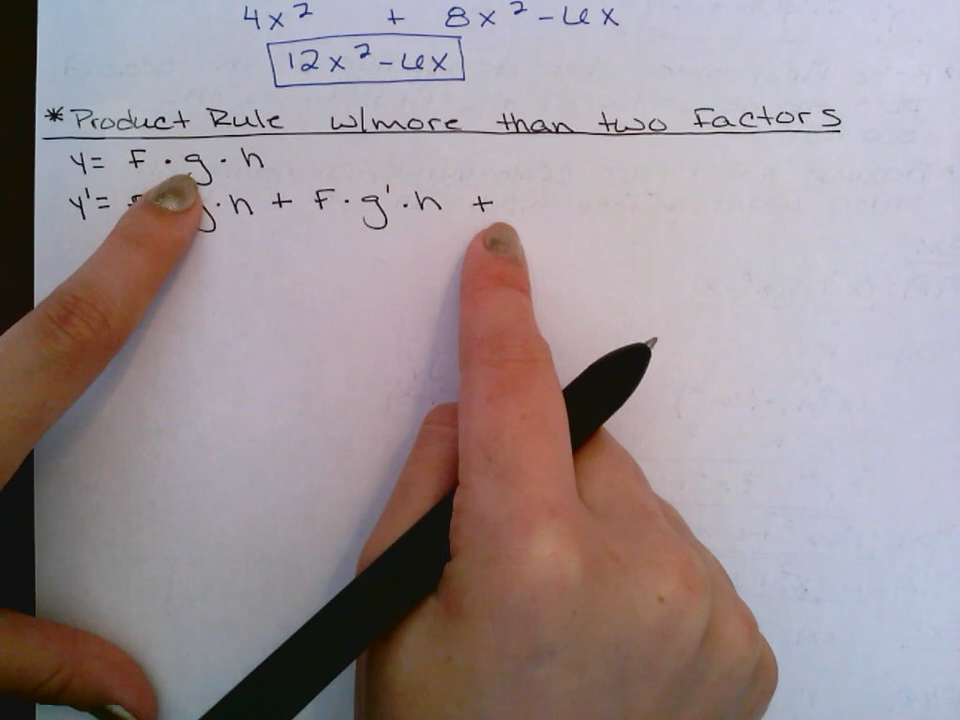 4x² + 8x² - 6x
12x² - 6x
*Product Rule w/more than two factors
y= f · g · h
y'= g · h + f · g' · h +